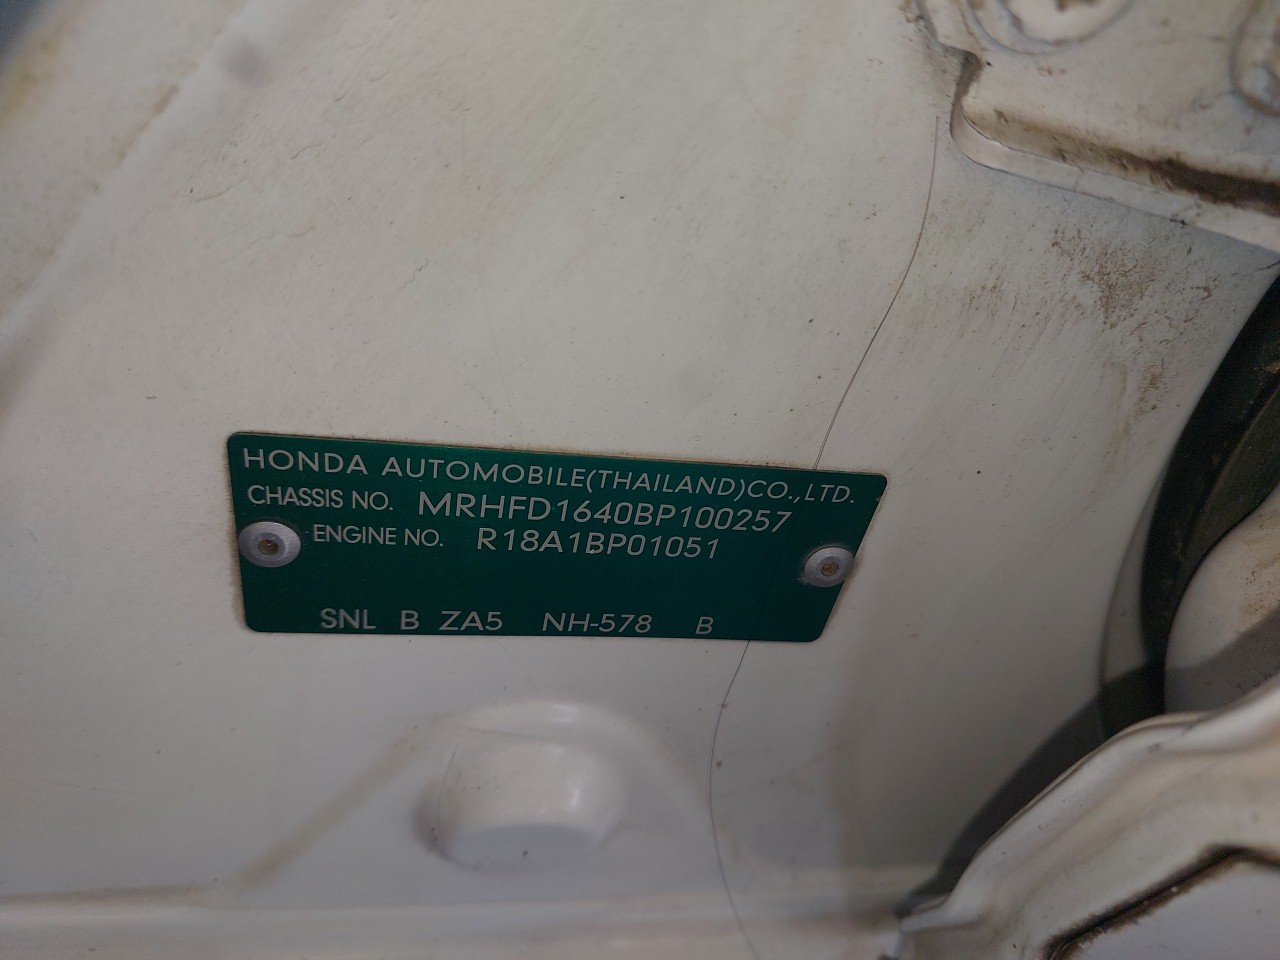 HONDA AUTOMOBILE(THAILAND)CO.,LTD.
CHASSIS NO. MRHFD1640BP100257
ENGINE NO. R18A1BP01051
SNL B ZA5 NH-578 B